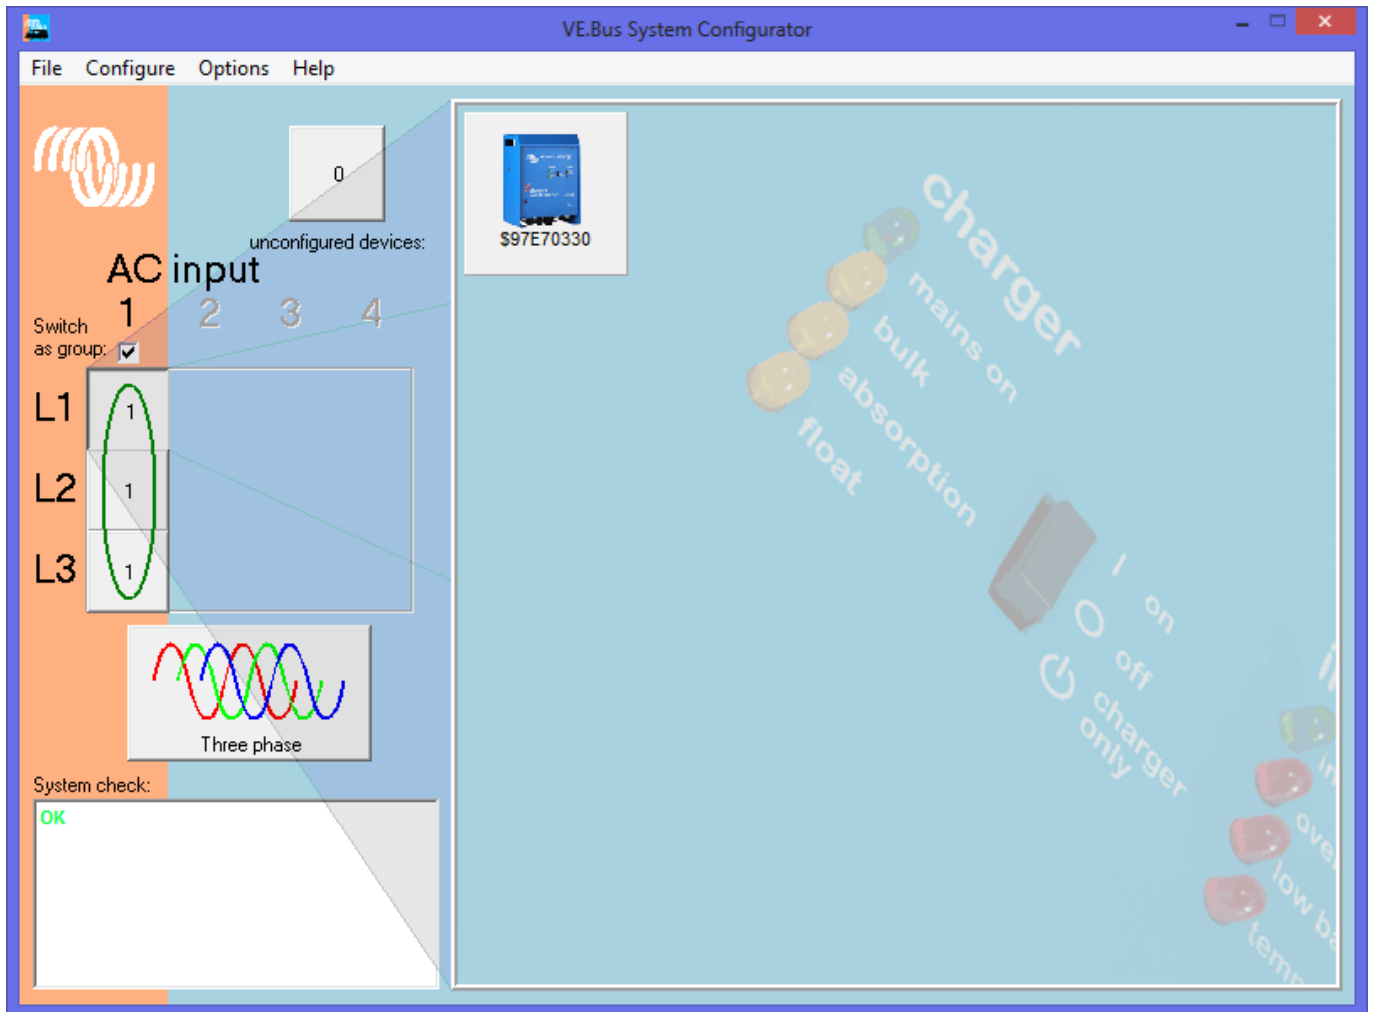 VE.Bus System Configurator
File Configure Options Help
0
unconfigured devices:
AC input
1 2 3 4
Switch
as group:
L1 1
L2 1
L3 1
Three phase
System check:
OK
$97E70330
charger
mains on
bulk
absorption
float
I on
O off
charger
only
low